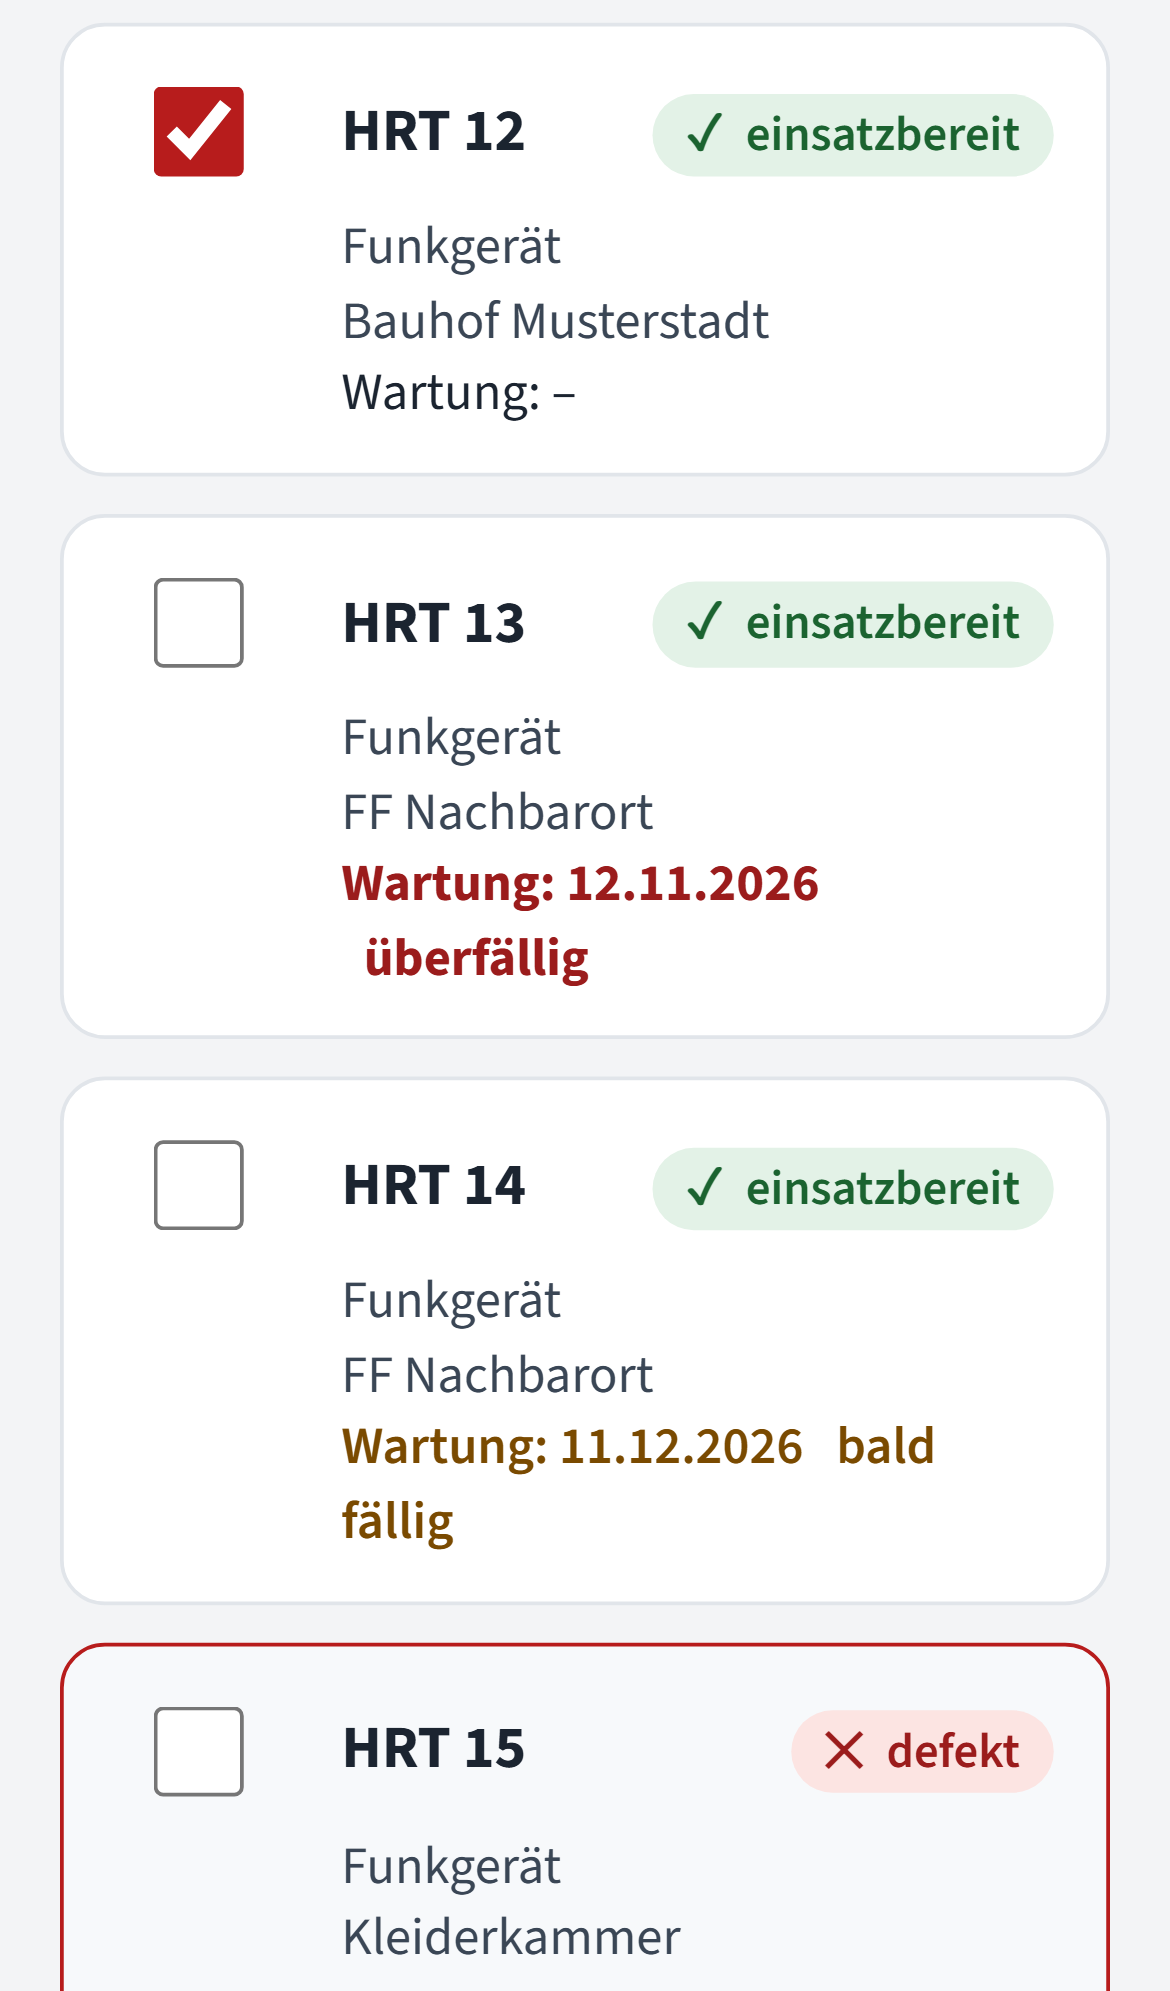 HRT 12 ✓ einsatzbereit
Funkgerät
Bauhof Musterstadt
Wartung: –
HRT 13 ✓ einsatzbereit
Funkgerät
FF Nachbarort
Wartung: 12.11.2026
überfällig
HRT 14 ✓ einsatzbereit
Funkgerät
FF Nachbarort
Wartung: 11.12.2026 bald
fällig
HRT 15 ✕ defekt
Funkgerät
Kleiderkammer